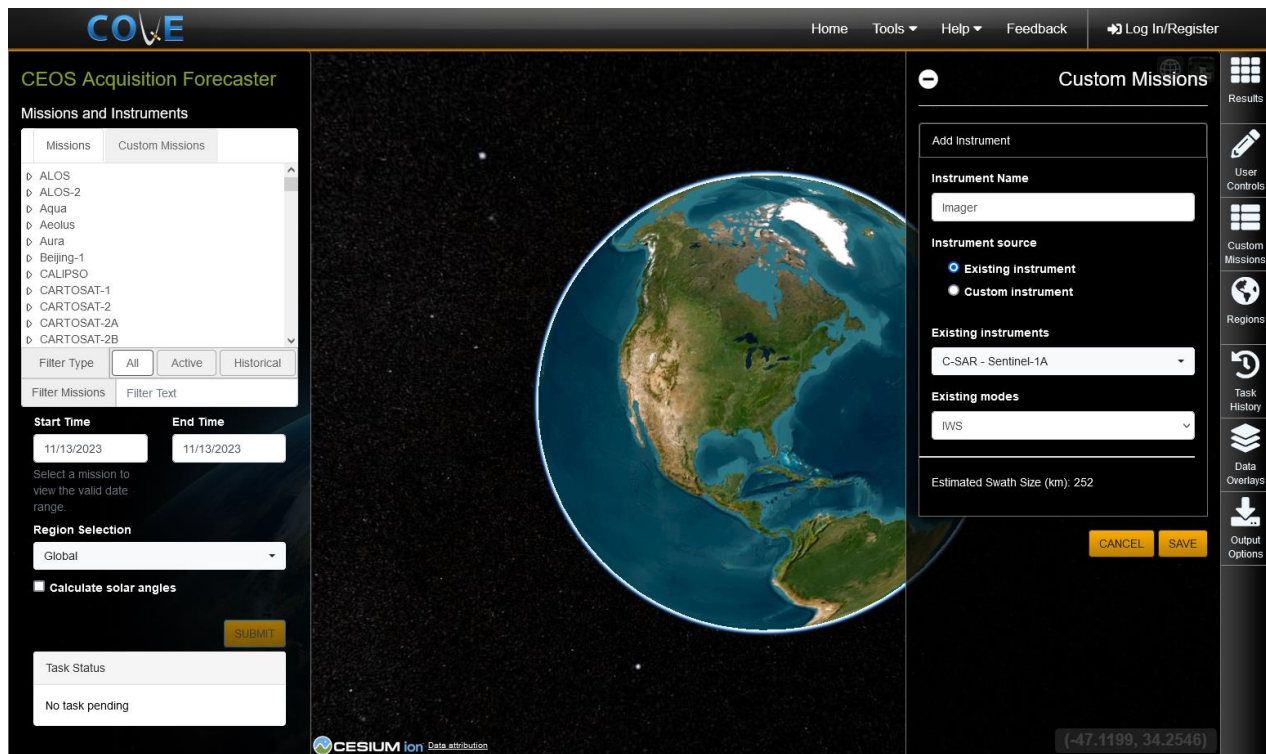 COVE
Home Tools Help Feedback Log In/Register
CEOS Acquisition Forecaster
Missions and Instruments
Missions Custom Missions
ALOS
ALOS-2
Aqua
Aeolus
Aura
Beijing-1
CALIPSO
CARTOSAT-1
CARTOSAT-2
CARTOSAT-2A
CARTOSAT-2B
Filter Type All Active Historical
Filter Missions Filter Text
Start Time End Time
11/13/2023 11/13/2023
Select a mission to
view the valid date
range.
Region Selection
Global
Calculate solar angles
SUBMIT
Task Status
No task pending
CESIUM ion Data attribution
Custom Missions
Add Instrument
Instrument Name
Imager
Instrument source
Existing instrument
Custom instrument
Existing instruments
C-SAR - Sentinel-1A
Existing modes
IWS
Estimated Swath Size (km): 252
CANCEL SAVE
(-47.1199, 34.2546)
Results
User
Controls
Custom
Missions
Regions
Task
History
Data
Overlays
Output
Options